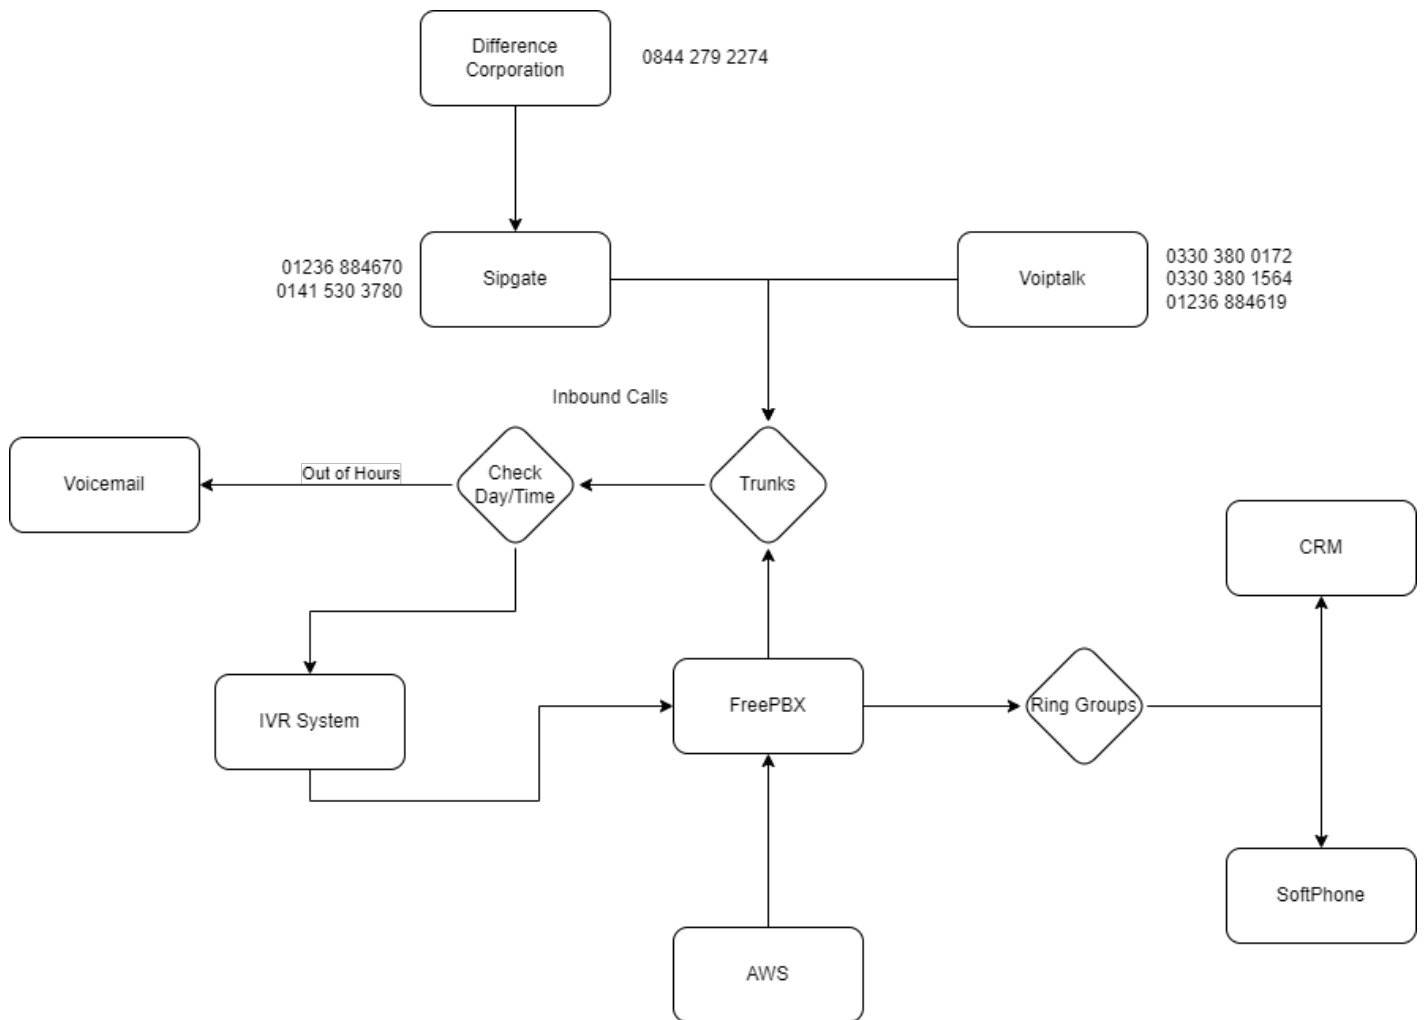 Difference
Corporation
0844 279 2274
01236 884670
0141 530 3780
Sipgate
Voiptalk
0330 380 0172
0330 380 1564
01236 884619
Inbound Calls
Voicemail
Out of Hours
Check
Day/Time
Trunks
CRM
IVR System
FreePBX
Ring Groups
SoftPhone
AWS